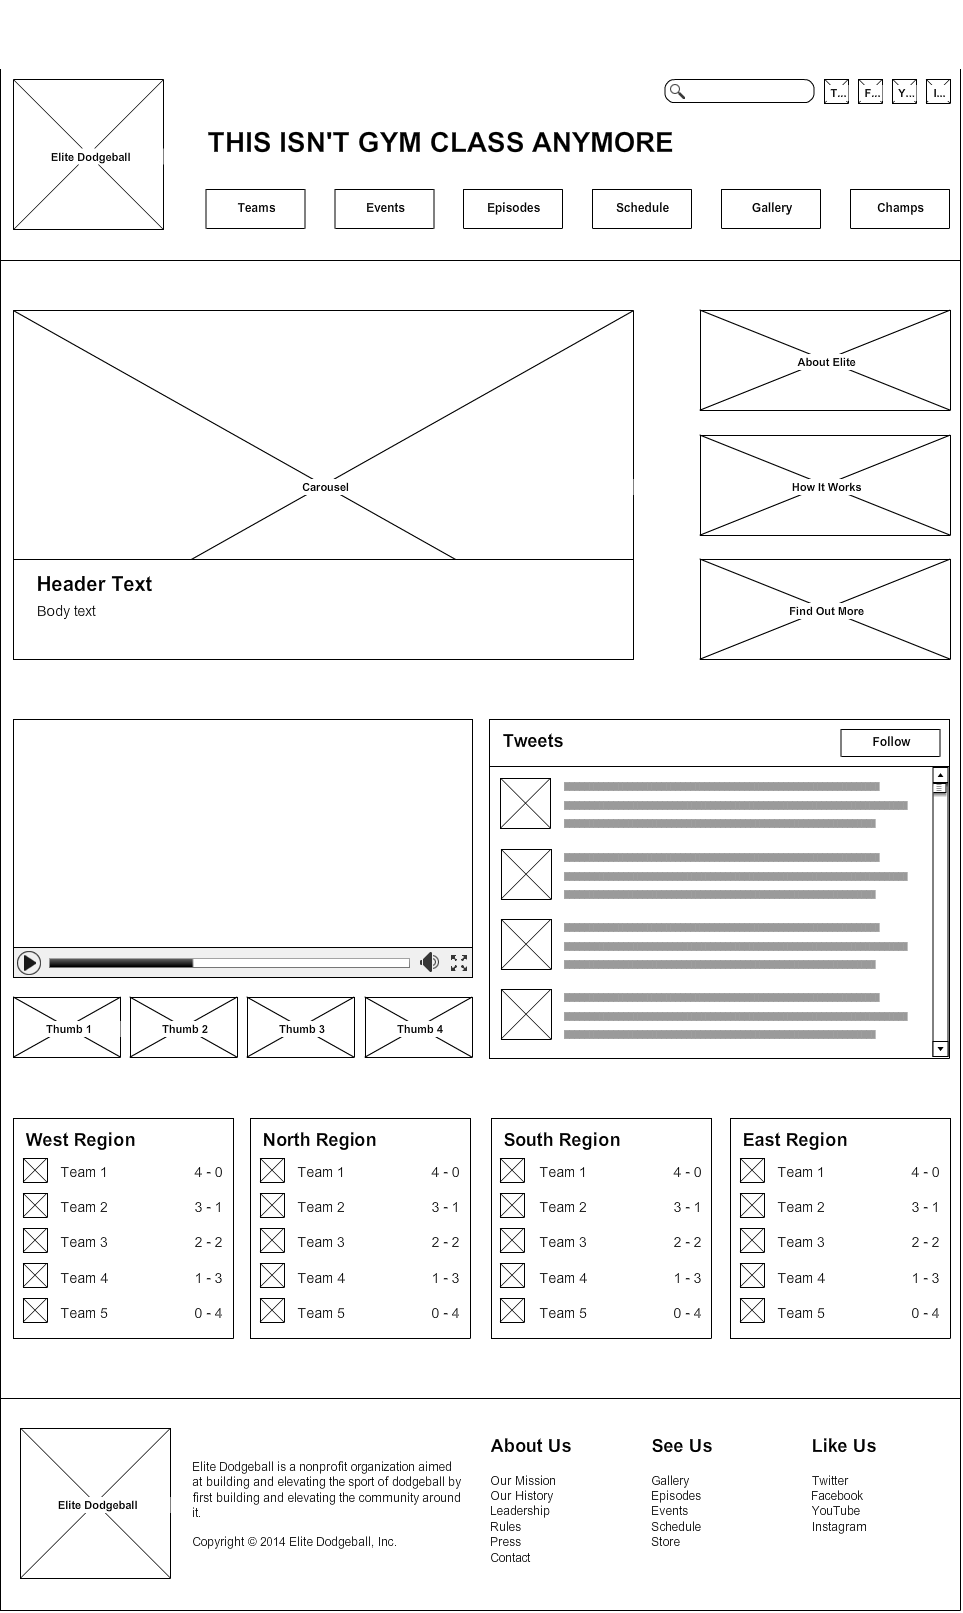 T... F... Y... I...
THIS ISN'T GYM CLASS ANYMORE
Elite Dodgeball
Teams Events Episodes Schedule Gallery Champs
Carousel
Header Text
Body text
About Elite
How It Works
Find Out More
Thumb 1 Thumb 2 Thumb 3 Thumb 4
Tweets Follow
West Region
Team 1 4 - 0
Team 2 3 - 1
Team 3 2 - 2
Team 4 1 - 3
Team 5 0 - 4
North Region
Team 1 4 - 0
Team 2 3 - 1
Team 3 2 - 2
Team 4 1 - 3
Team 5 0 - 4
South Region
Team 1 4 - 0
Team 2 3 - 1
Team 3 2 - 2
Team 4 1 - 3
Team 5 0 - 4
East Region
Team 1 4 - 0
Team 2 3 - 1
Team 3 2 - 2
Team 4 1 - 3
Team 5 0 - 4
Elite Dodgeball
Elite Dodgeball is a nonprofit organization aimed
at building and elevating the sport of dodgeball by
first building and elevating the community around
it.
Copyright © 2014 Elite Dodgeball, Inc.
About Us
Our Mission
Our History
Leadership
Rules
Press
Contact
See Us
Gallery
Episodes
Events
Schedule
Store
Like Us
Twitter
Facebook
YouTube
Instagram